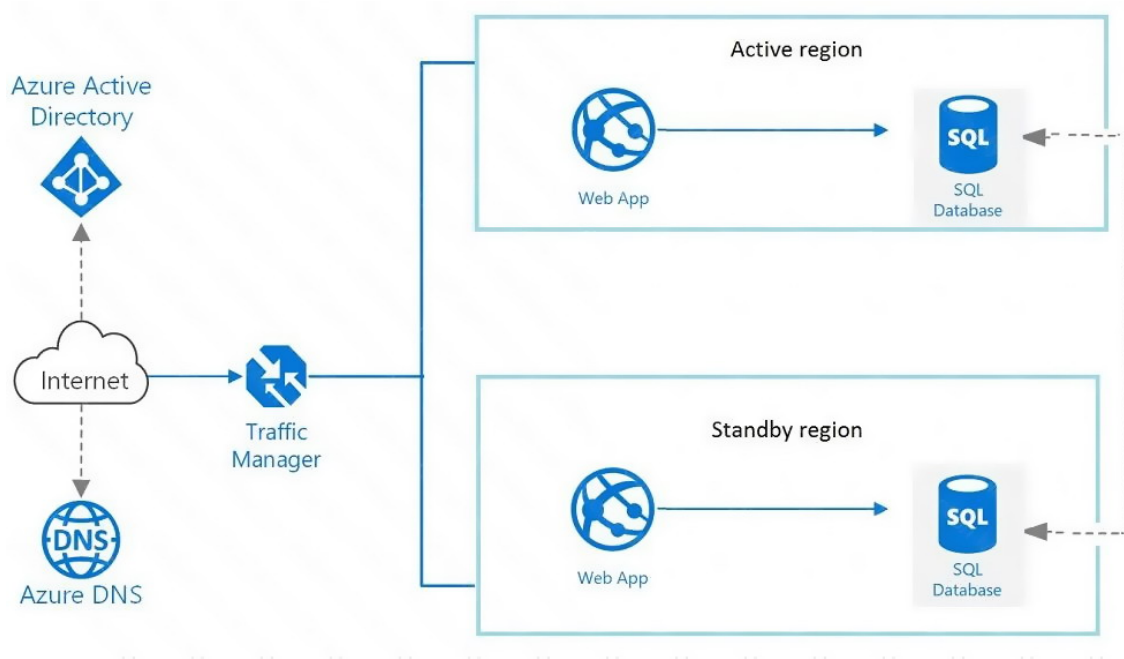 Azure Active
Directory
Internet
DNS
Azure DNS
Traffic
Manager
Active region
Web App
SQL
SQL
Database
Standby region
Web App
SQL
SQL
Database